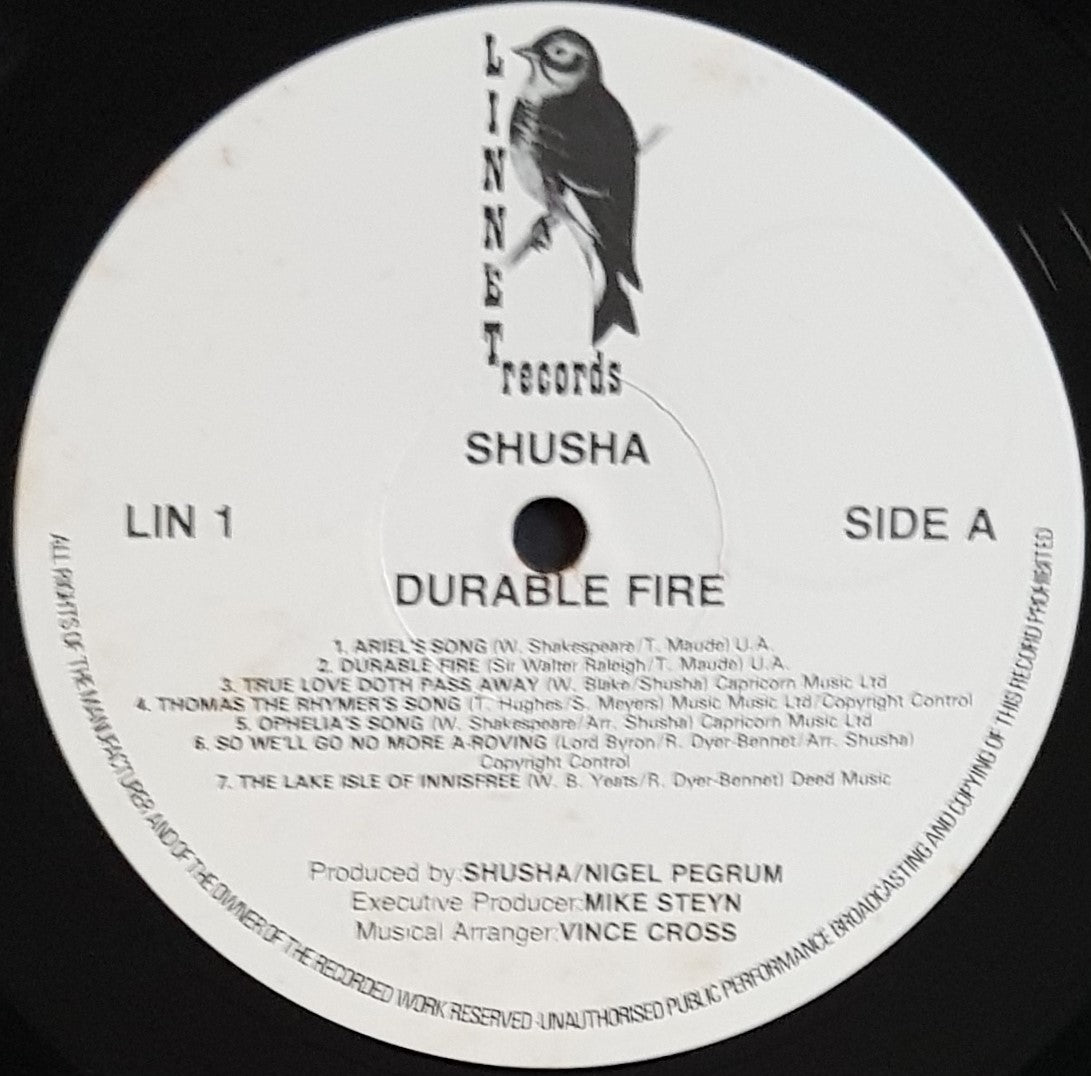 LINNET
records
SHUSHA
LIN 1
SIDE A
DURABLE FIRE
1. ARIEL'S SONG (W. Shakespeare/T. Maude) U.A.
2. DURABLE FIRE (Sir Walter Raleigh/T. Maude) U.A.
3. TRUE LOVE DOTH PASS AWAY (W. Blake/Shusha) Capricorn Music Ltd
4. THOMAS THE RHYMER'S SONG (T. Hughes/S. Meyers) Music Music Ltd/Copyright Control
5. OPHELIA'S SONG (W. Shakespeare/Arr. Shusha) Capricorn Music Ltd
6. SO WE'LL GO NO MORE A-ROVING (Lord Byron/R. Dyer-Bennet/Arr. Shusha)
Copyright Control
7. THE LAKE ISLE OF INNISFREE (W. B. Yeats/R. Dyer-Bennet) Deed Music
Produced by:SHUSHA/NIGEL PEGRUM
Executive Producer:MIKE STEYN
Musical Arranger:VINCE CROSS
ALL RIGHTS OF THE MANUFACTURER AND OF THE OWNER OF THE RECORDED WORK RESERVED·UNAUTHORISED PUBLIC PERFORMANCE BROADCASTING AND COPYING OF THIS RECORD PROHIBITED